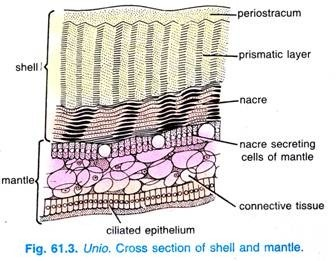 periostracum
prismatic layer
shell
nacre
nacre secreting
cells of mantle
mantle
connective tissue
ciliated epithelium
Fig. 61.3. Unio. Cross section of shell and mantle.